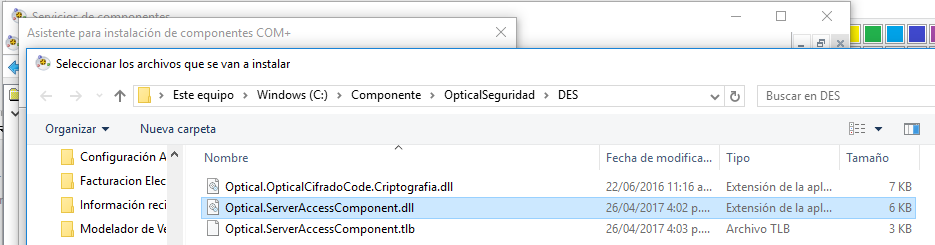 Servicios de componentes
Asistente para instalación de componentes COM+
Seleccionar los archivos que se van a instalar
Este equipo > Windows (C:) > Componente > OpticalSeguridad > DES
Buscar en DES
Organizar Nueva carpeta
Nombre Fecha de modifica... Tipo Tamaño
Configuración A
Facturacion Elec
Información reci
Modelador de Ve
Optical.OpticalCifradoCode.Criptografia.dll 22/06/2016 11:16 a... Extensión de la apl... 7 KB
Optical.ServerAccessComponent.dll 26/04/2017 4:02 p.... Extensión de la apl... 6 KB
Optical.ServerAccessComponent.tlb 26/04/2017 4:03 p.... Archivo TLB 3 KB